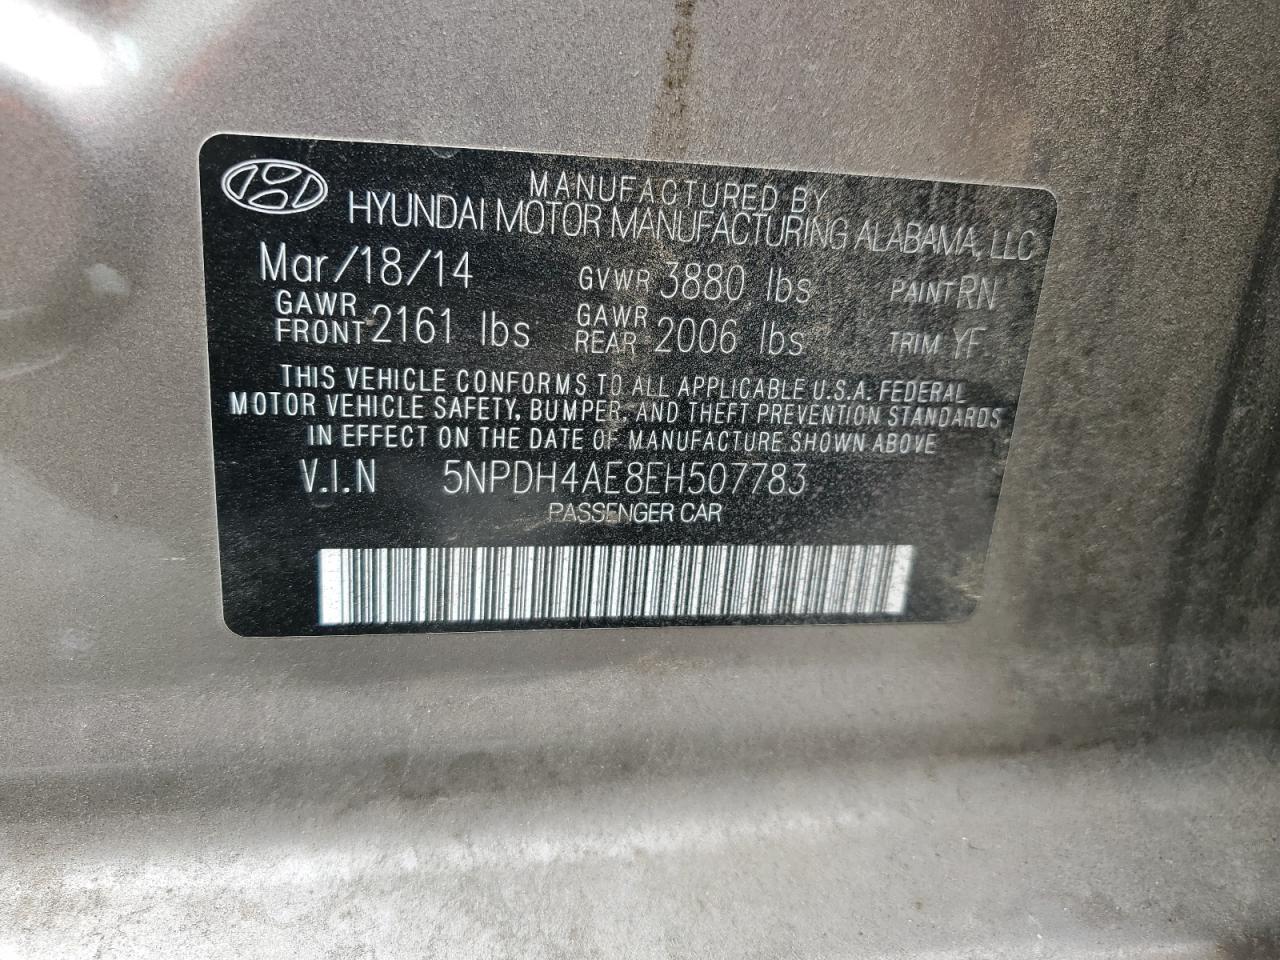 MANUFACTURED BY
HYUNDAI MOTOR MANUFACTURING ALABAMA, LLC
Mar/18/14 GVWR 3880 lbs PAINT RN
GAWR FRONT 2161 lbs GAWR REAR 2006 lbs TRIM YF
THIS VEHICLE CONFORMS TO ALL APPLICABLE U.S.A. FEDERAL
MOTOR VEHICLE SAFETY, BUMPER, AND THEFT PREVENTION STANDARDS
IN EFFECT ON THE DATE OF MANUFACTURE SHOWN ABOVE
V.I.N 5NPDH4AE8EH507783
PASSENGER CAR